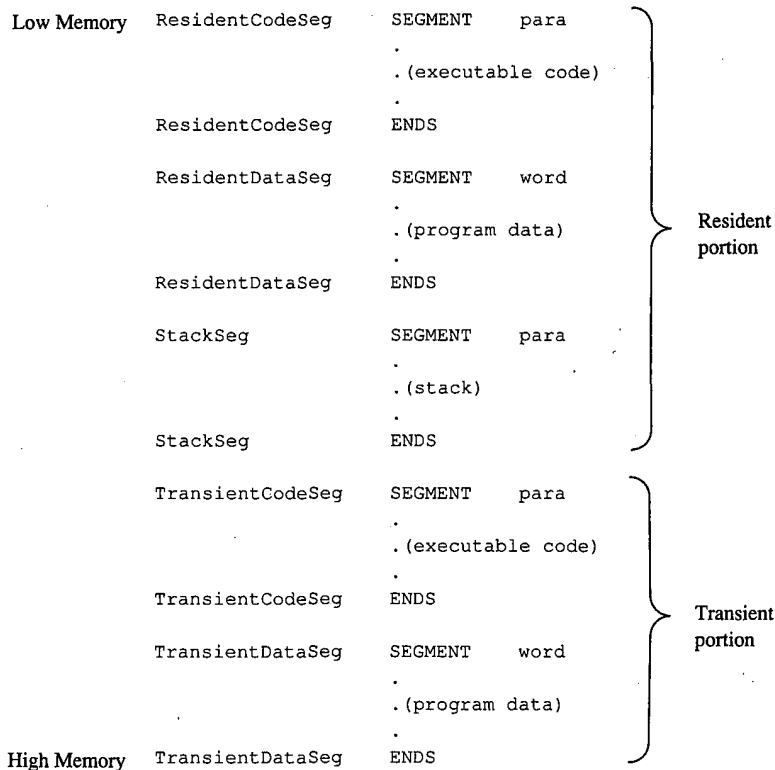 Low Memory ResidentCodeSeg SEGMENT para
.
. (executable code)
.
ResidentCodeSeg ENDS
ResidentDataSeg SEGMENT word
.
. (program data)
.
ResidentDataSeg ENDS
Resident
portion
StackSeg SEGMENT para
.
. (stack)
.
StackSeg ENDS
TransientCodeSeg SEGMENT para
.
. (executable code)
.
TransientCodeSeg ENDS
Transient
portion
TransientDataSeg SEGMENT word
.
. (program data)
.
High Memory TransientDataSeg ENDS